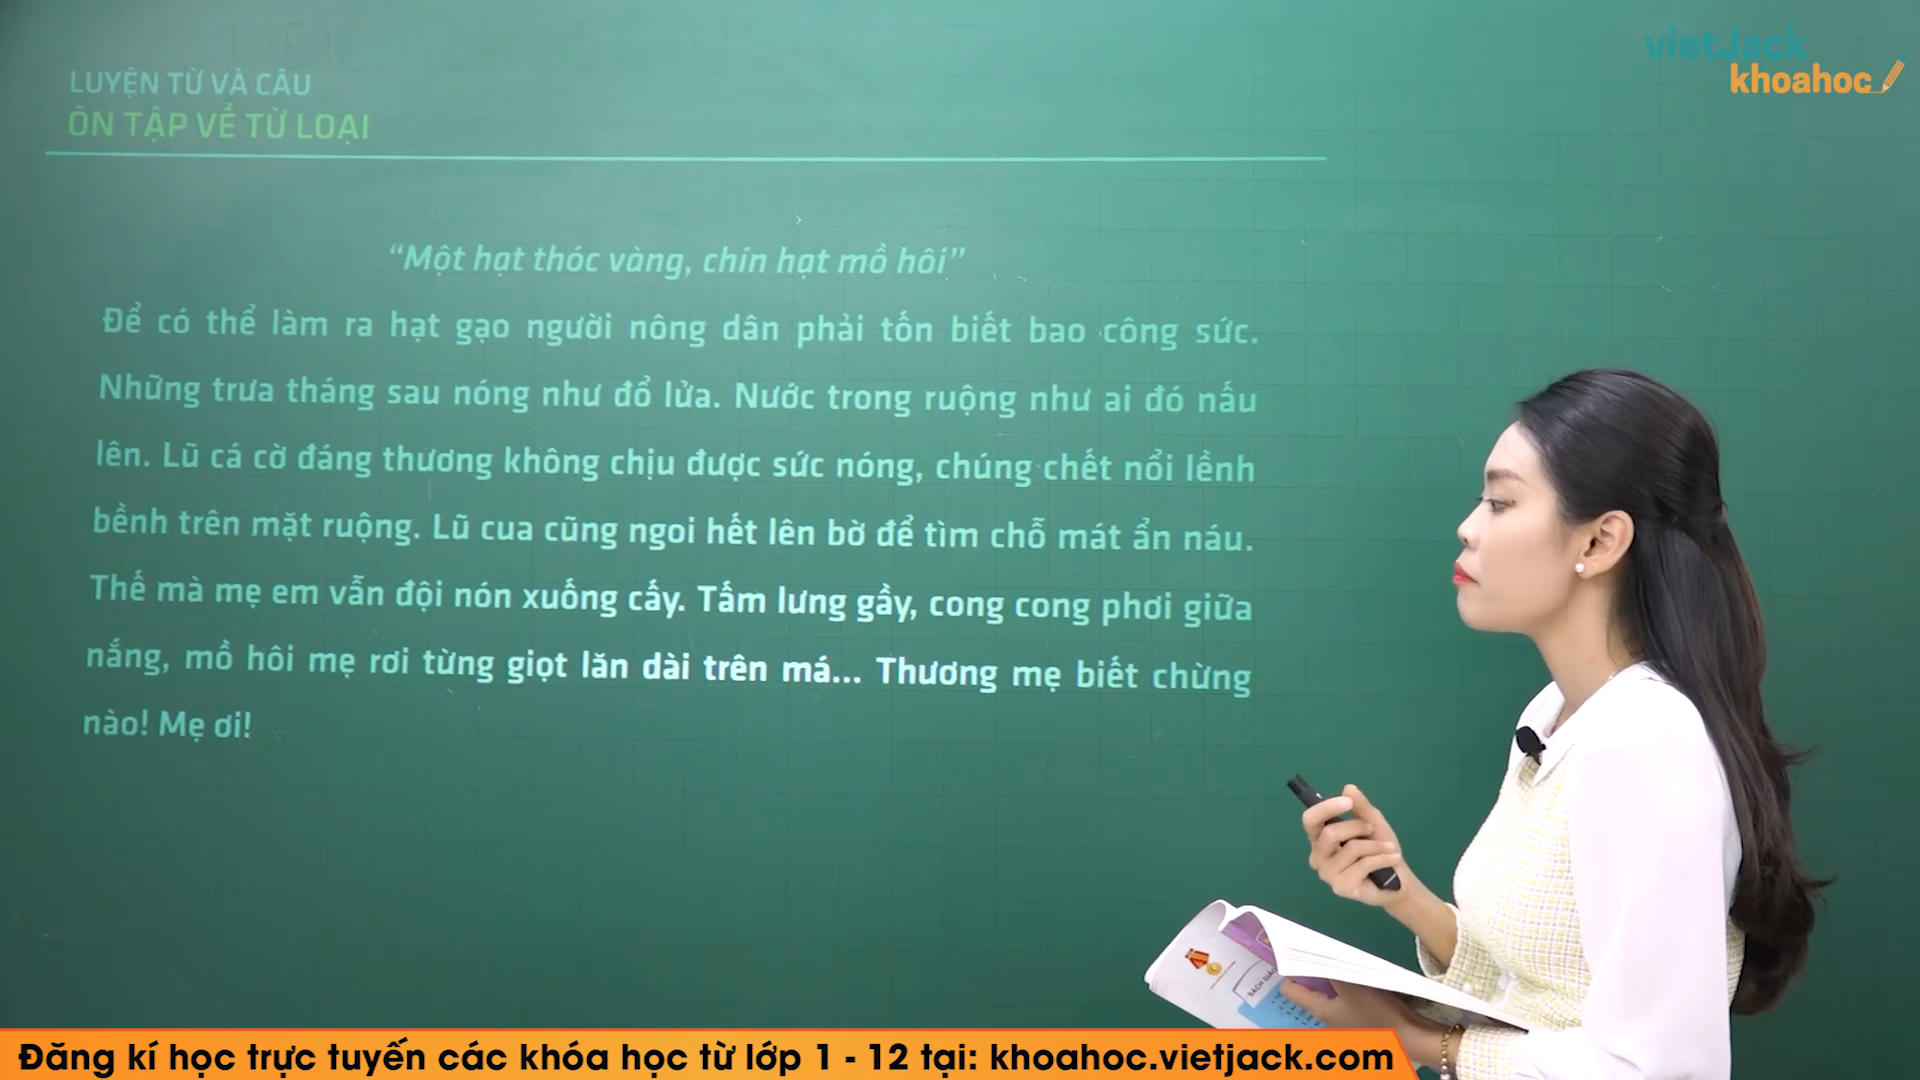 vietJack
khoahoc
LUYỆN TỪ VÀ CÂU
ÔN TẬP VỀ TỪ LOẠI
“Một hạt thóc vàng, chín hạt mồ hôi”
Để có thể làm ra hạt gạo người nông dân phải tốn biết bao công sức.
Những trưa tháng sau nóng như đổ lửa. Nước trong ruộng như ai đó nấu
lên. Lũ cá cờ đáng thương không chịu được sức nóng, chúng chết nổi lềnh
bềnh trên mặt ruộng. Lũ cua cũng ngoi hết lên bờ để tìm chỗ mát ẩn náu.
Thế mà mẹ em vẫn đội nón xuống cấy. Tấm lưng gầy, cong cong phơi giữa
nắng, mồ hôi mẹ rơi từng giọt lăn dài trên má... Thương mẹ biết chừng
nào! Mẹ ơi!
SÁCH GIÁO
Đăng kí học trực tuyến các khóa học từ lớp 1 - 12 tại: khoahoc.vietjack.com